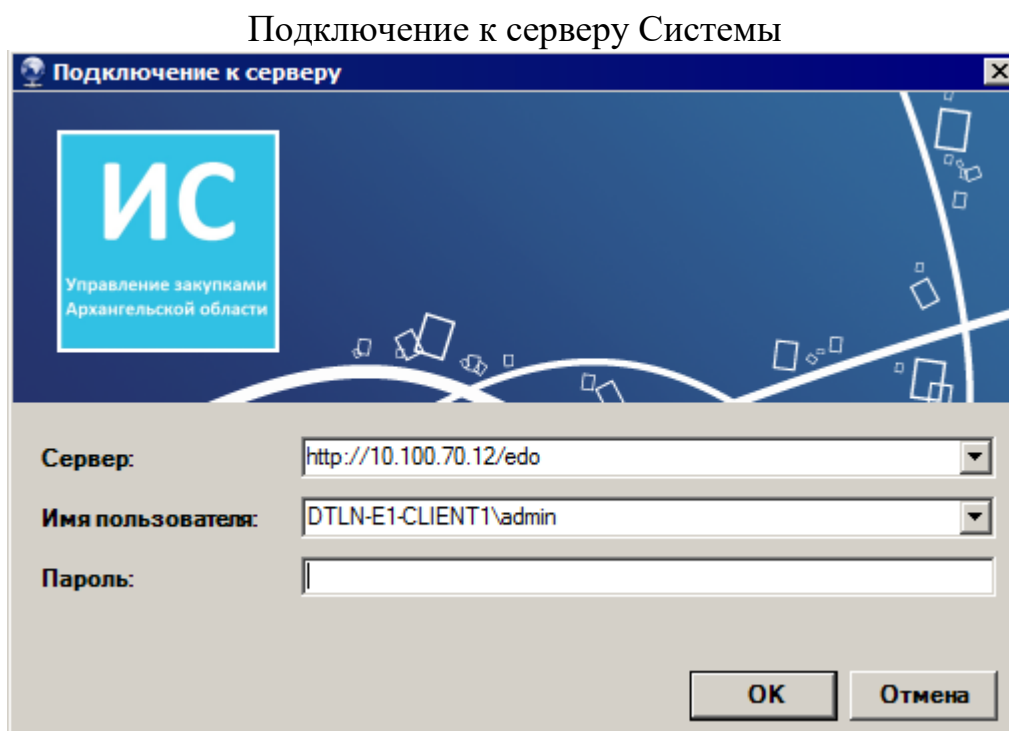 Подключение к серверу Системы
Подключение к серверу
ИС
Управление закупками
Архангельской области
Сервер:
http://10.100.70.12/edo
Имя пользователя:
DTLN-E1-CLIENT1\admin
Пароль:
OK
Отмена